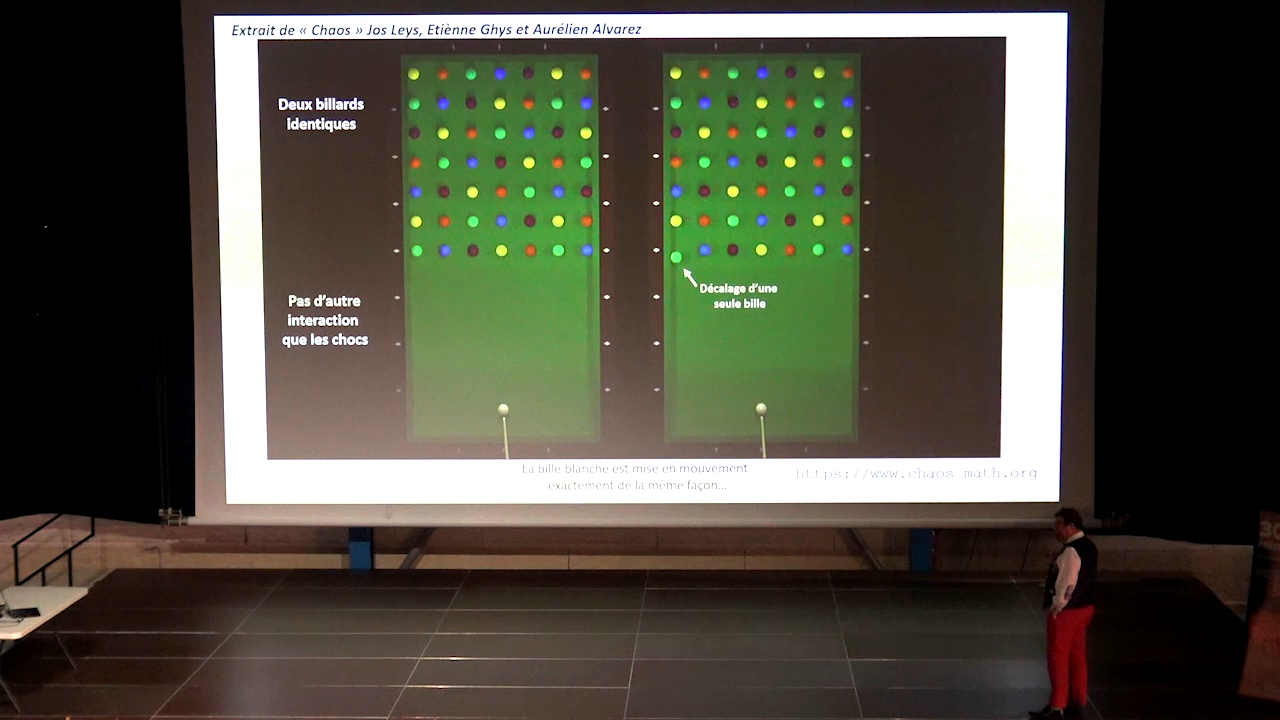 Extrait de « Chaos » Jos Leys, Etiènne Ghys et Aurélien Alvarez
Deux billards
identiques
Pas d'autre
interaction
que les chocs
Décalage d'une
seule bille
La bille blanche est mise en mouvement
exactement de la même façon...
https://www.chaos math.org
30